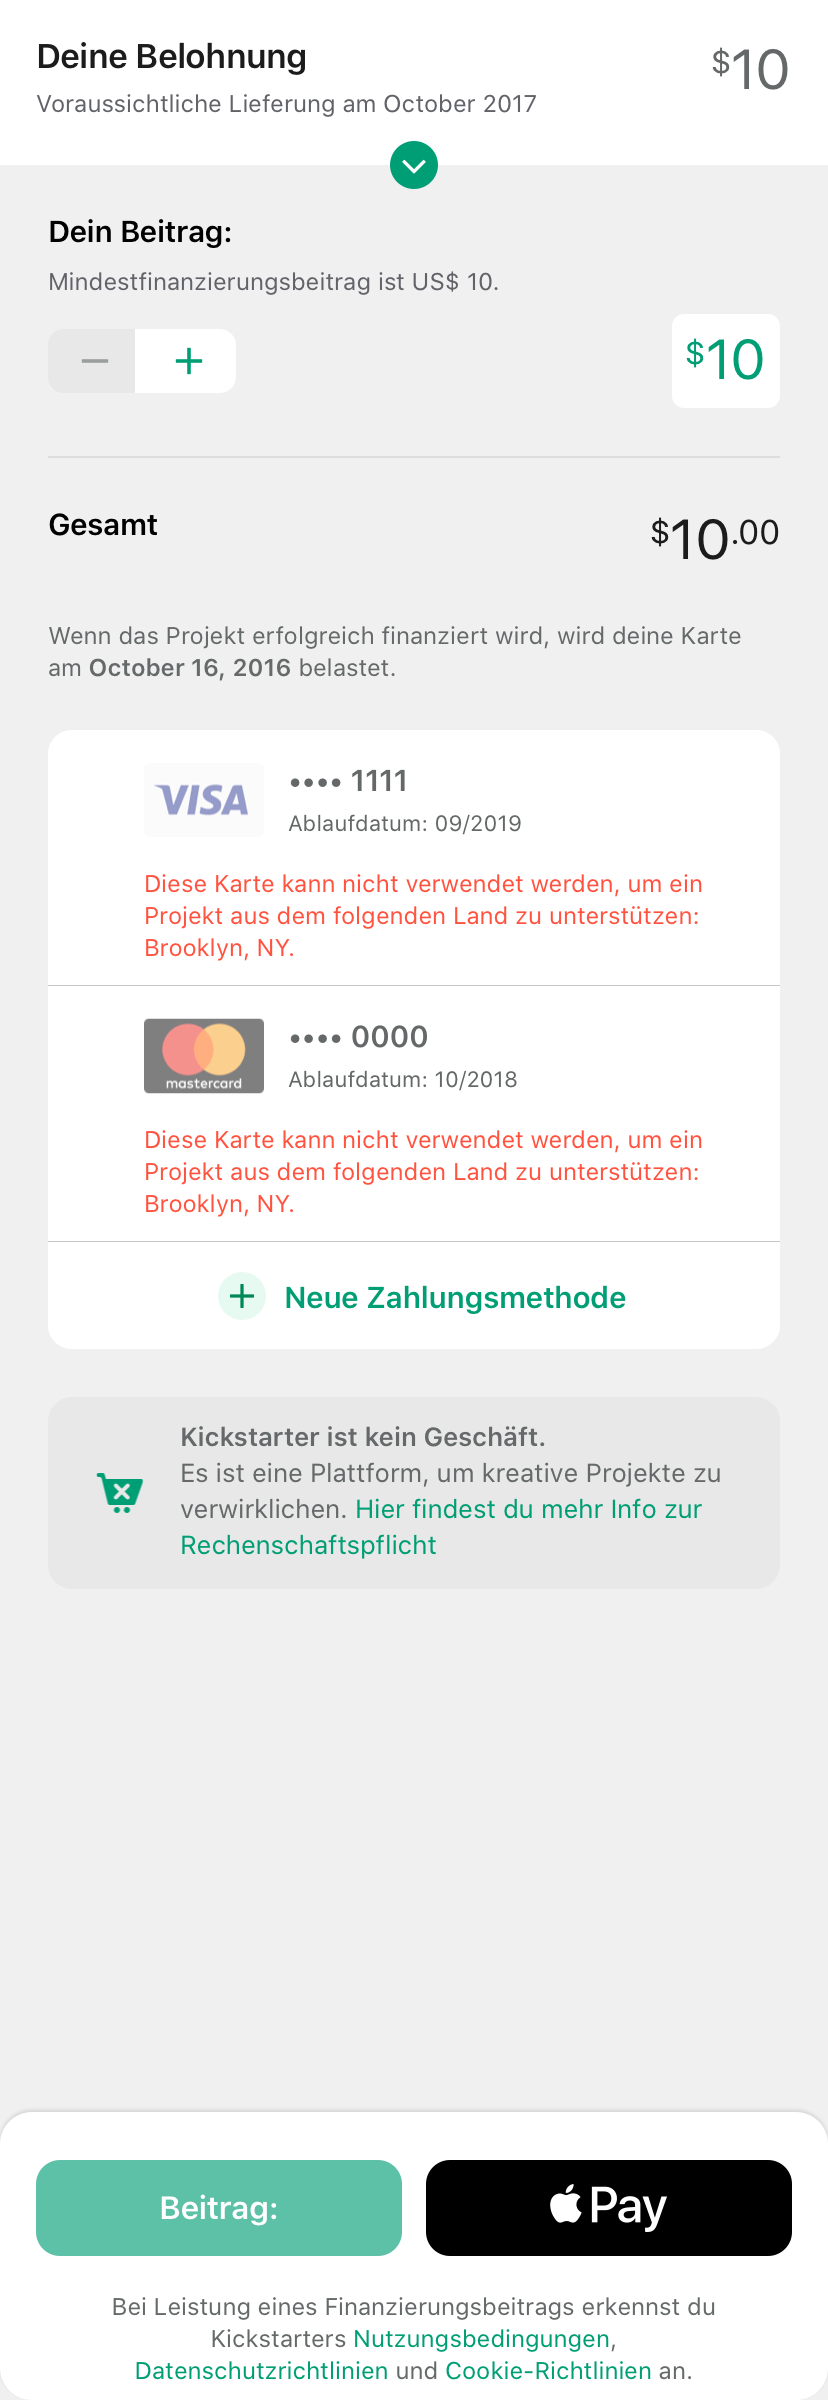 Deine Belohnung
$10
Voraussichtliche Lieferung am October 2017
Dein Beitrag:
Mindestfinanzierungsbeitrag ist US$ 10.
− +
$10
Gesamt
$10.00
Wenn das Projekt erfolgreich finanziert wird, wird deine Karte
am October 16, 2016 belastet.
VISA
•••• 1111
Ablaufdatum: 09/2019
Diese Karte kann nicht verwendet werden, um ein
Projekt aus dem folgenden Land zu unterstützen:
Brooklyn, NY.
mastercard
•••• 0000
Ablaufdatum: 10/2018
Diese Karte kann nicht verwendet werden, um ein
Projekt aus dem folgenden Land zu unterstützen:
Brooklyn, NY.
+ Neue Zahlungsmethode
Kickstarter ist kein Geschäft.
Es ist eine Plattform, um kreative Projekte zu
verwirklichen. Hier findest du mehr Info zur
Rechenschaftspflicht
Beitrag:
Pay
Bei Leistung eines Finanzierungsbeitrags erkennst du
Kickstarters Nutzungsbedingungen,
Datenschutzrichtlinien und Cookie-Richtlinien an.